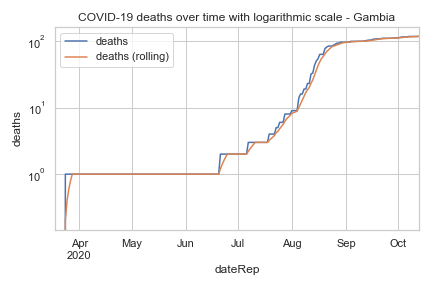 COVID-19 deaths over time with logarithmic scale - Gambia
deaths
deaths (rolling)
10²
10¹
10⁰
deaths
Apr
2020
May
Jun
Jul
Aug
Sep
Oct
dateRep